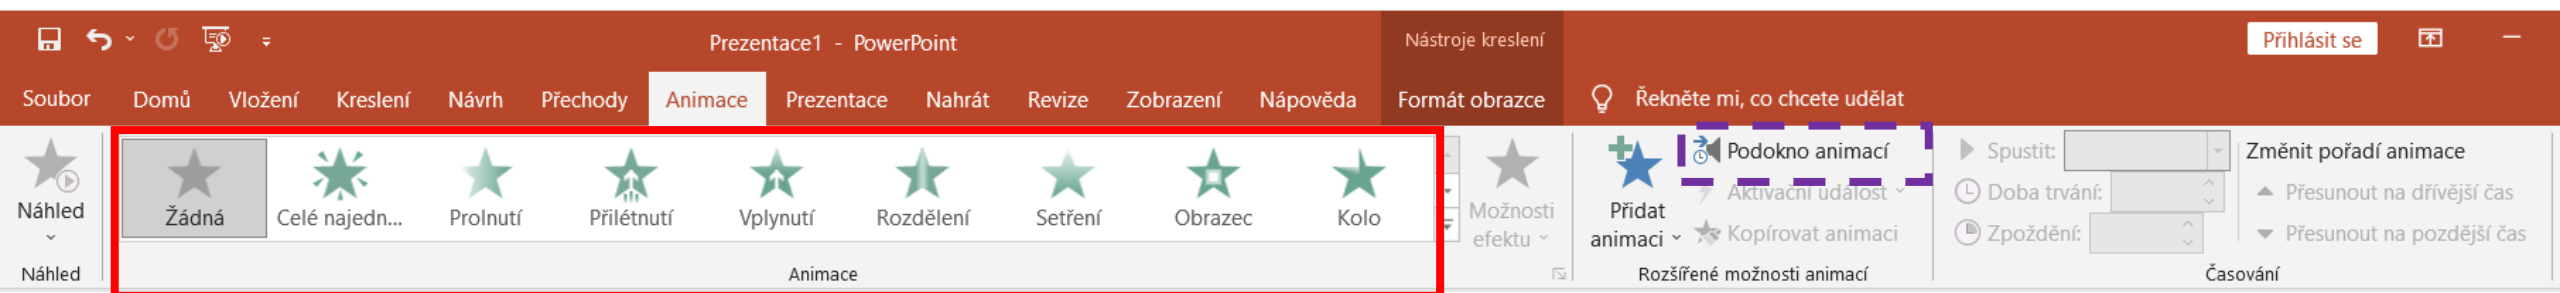 Prezentace1 - PowerPoint
Nástroje kreslení
Přihlásit se
Soubor Domů Vložení Kreslení Návrh Přechody Animace Prezentace Nahrát Revize Zobrazení Nápověda Formát obrazce Řekněte mi, co chcete udělat
Náhled
Žádná
Celé najedn...
Prolnutí
Přilétnutí
Vplynutí
Rozdělení
Setření
Obrazec
Kolo
Možnosti
efektu
Přidat
animaci
Podokno animací
Aktivační událost
Kopírovat animaci
Spustit:
Doba trvání:
Zpoždění:
Změnit pořadí animace
Přesunout na dřívější čas
Přesunout na pozdější čas
Náhled
Animace
Rozšířené možnosti animací
Časování